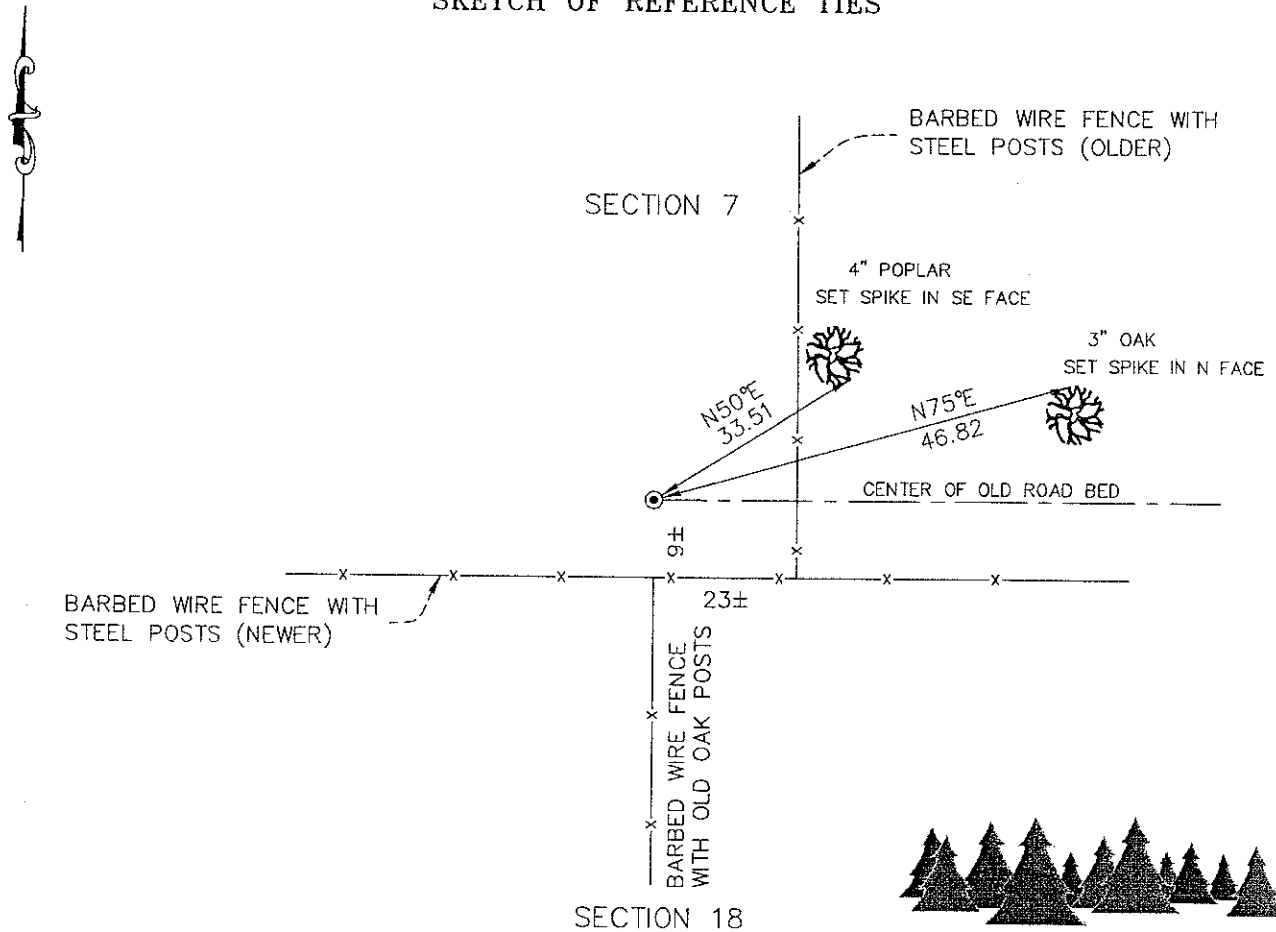 SKETCH OF REFERENCE TIES
BARBED WIRE FENCE WITH
STEEL POSTS (OLDER)
SECTION 7
4" POPLAR
SET SPIKE IN SE FACE
3" OAK
SET SPIKE IN N FACE
N50°E
33.51
N75°E
46.82
CENTER OF OLD ROAD BED
9±
23±
BARBED WIRE FENCE WITH
STEEL POSTS (NEWER)
BARBED WIRE FENCE
WITH OLD OAK POSTS
SECTION 18